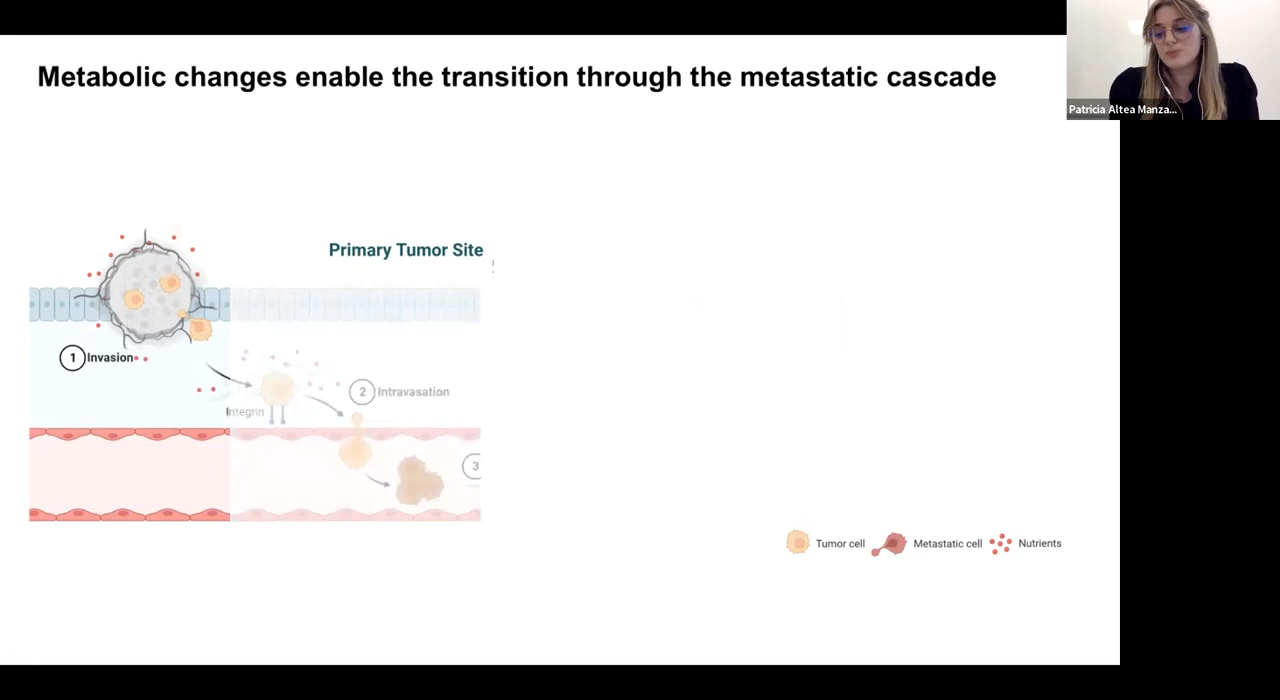 Metabolic changes enable the transition through the metastatic cascade
Patricia Altea Manza...
Primary Tumor Site
1 Invasion
2 Intravasation
Integrin
3
Tumor cell
Metastatic cell
Nutrients